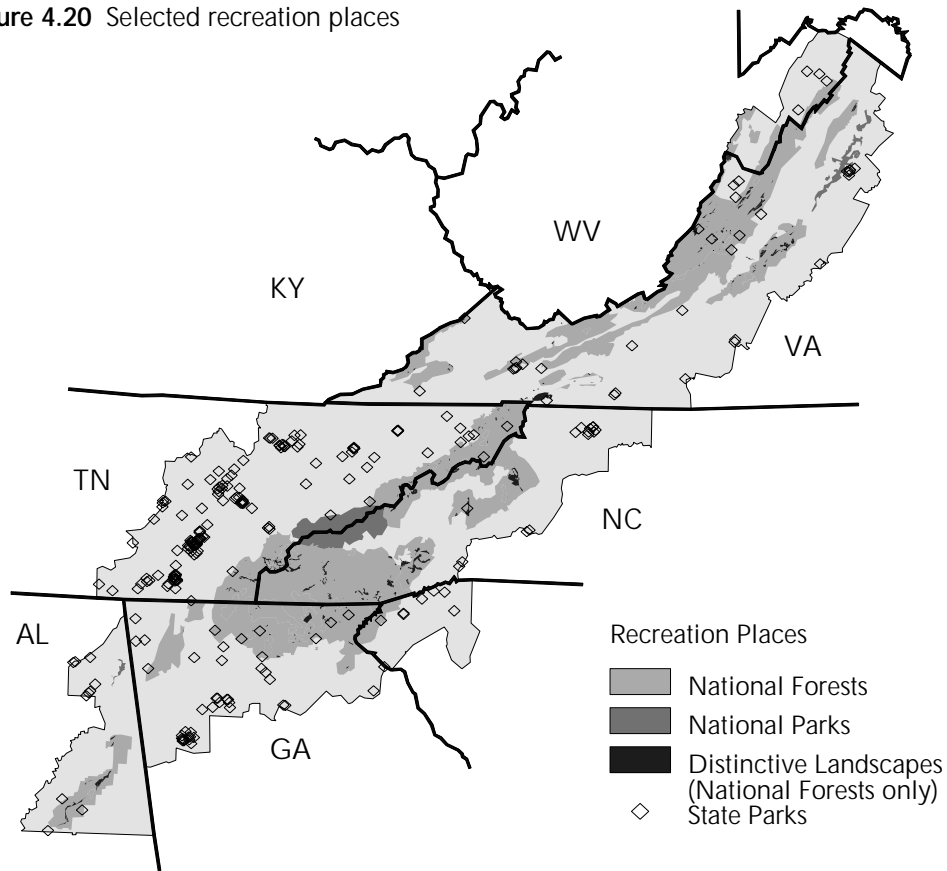 ure 4.20 Selected recreation places
WV
KY
VA
TN
NC
AL
GA
Recreation Places
National Forests
National Parks
Distinctive Landscapes
(National Forests only)
State Parks